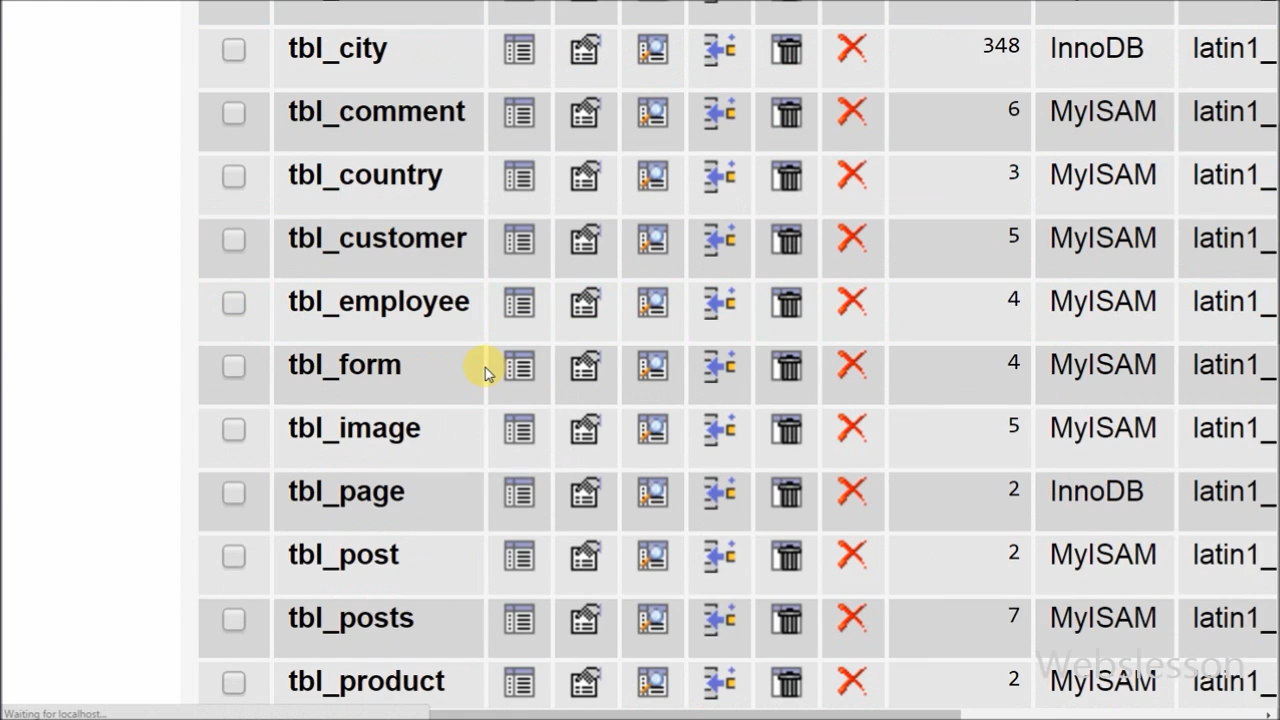 tbl_city 348 InnoDB latin1_
tbl_comment 6 MyISAM latin1_
tbl_country 3 MyISAM latin1_
tbl_customer 5 MyISAM latin1_
tbl_employee 4 MyISAM latin1_
tbl_form 4 MyISAM latin1_
tbl_image 5 MyISAM latin1_
tbl_page 2 InnoDB latin1_
tbl_post 2 MyISAM latin1_
tbl_posts 7 MyISAM latin1_
Webslesson
tbl_product 2 MyISAM latin1_
Waiting for localhost...